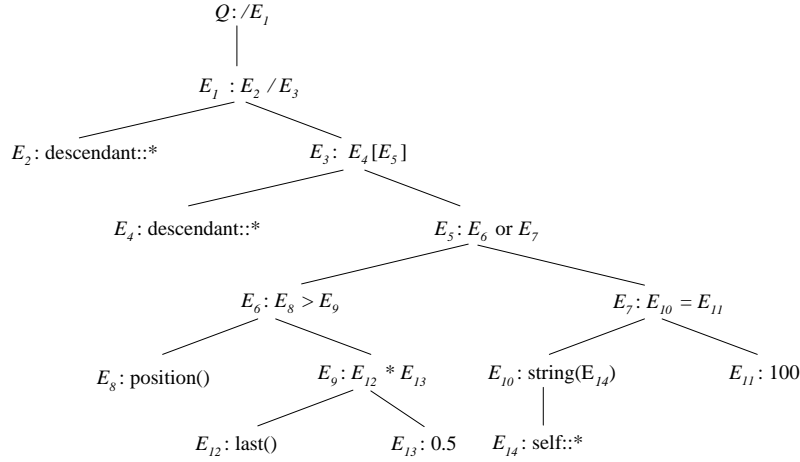 Q: /E1
E1 : E2 / E3
E2: descendant::*
E3: E4 [E5]
E4: descendant::*
E5: E6 or E7
E6: E8 > E9
E7: E10 = E11
E8: position()
E9: E12 * E13
E10: string(E14)
E11: 100
E12: last()
E13: 0.5
E14: self::*